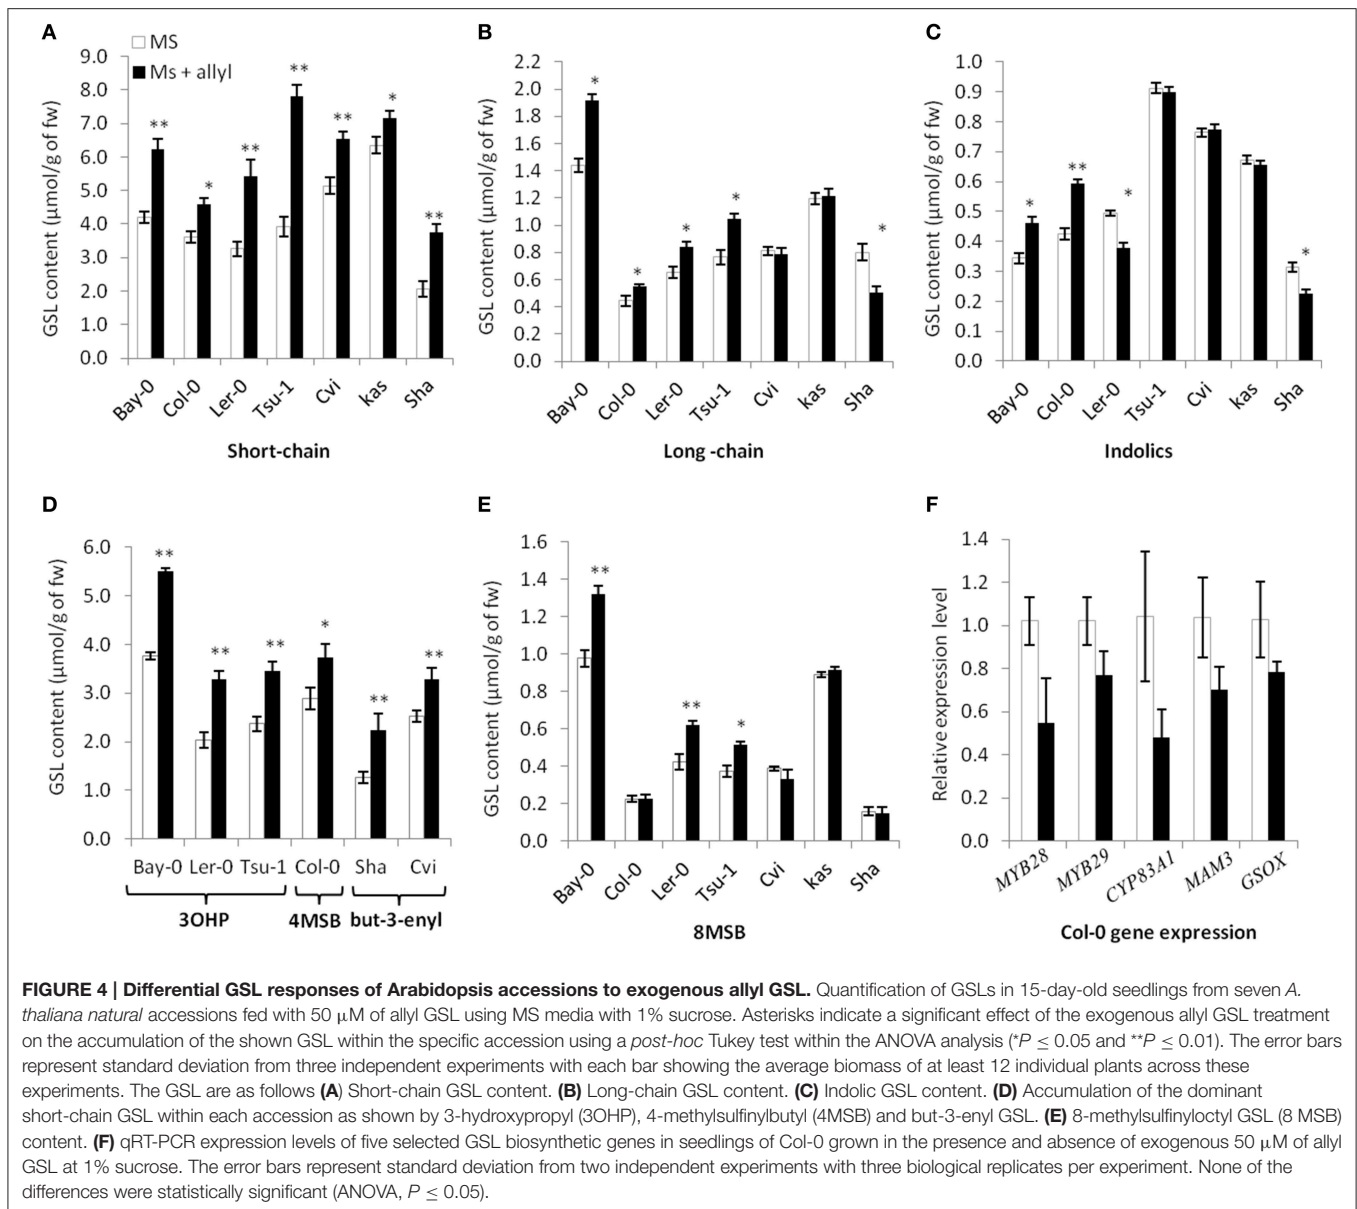 A
MS
Ms + allyl
GSL content (µmol/g of fw)
9.0
8.0
7.0
6.0
5.0
4.0
3.0
2.0
1.0
0.0
** * ** ** ** * **
Bay-0 Col-0 Ler-0 Tsu-1 Cvi kas Sha
Short-chain
B
GSL content (µmol/g of fw)
2.2
2.0
1.8
1.6
1.4
1.2
1.0
0.8
0.6
0.4
0.2
0.0
* * * * *
Bay-0 Col-0 Ler-0 Tsu-1 Cvi kas Sha
Long -chain
C
GSL content (µmol/g of fw)
1.0
0.9
0.8
0.7
0.6
0.5
0.4
0.3
0.2
0.1
0.0
* ** * *
Bay-0 Col-0 Ler-0 Tsu-1 Cvi kas Sha
Indolics
D
GSL content (µmol/g of fw)
6.0
5.0
4.0
3.0
2.0
1.0
0.0
** ** ** * ** **
Bay-0 Ler-0 Tsu-1 Col-0 Sha Cvi
3OHP 4MSB but-3-enyl
E
GSL content (µmol/g of fw)
1.6
1.4
1.2
1.0
0.8
0.6
0.4
0.2
0.0
** ** *
Bay-0 Col-0 Ler-0 Tsu-1 Cvi kas Sha
8MSB
F
Relative expression level
1.4
1.2
1.0
0.8
0.6
0.4
0.2
0.0
MYB28 MYB29 CYP83A1 MAM3 GSOX
Col-0 gene expression
FIGURE 4 | Differential GSL responses of Arabidopsis accessions to exogenous allyl GSL. Quantification of GSLs in 15-day-old seedlings from seven A.
thaliana natural accessions fed with 50 µM of allyl GSL using MS media with 1% sucrose. Asterisks indicate a significant effect of the exogenous allyl GSL treatment
on the accumulation of the shown GSL within the specific accession using a post-hoc Tukey test within the ANOVA analysis (*P ≤ 0.05 and **P ≤ 0.01). The error bars
represent standard deviation from three independent experiments with each bar showing the average biomass of at least 12 individual plants across these
experiments. The GSL are as follows (A) Short-chain GSL content. (B) Long-chain GSL content. (C) Indolic GSL content. (D) Accumulation of the dominant
short-chain GSL within each accession as shown by 3-hydroxypropyl (3OHP), 4-methylsulfinylbutyl (4MSB) and but-3-enyl GSL. (E) 8-methylsulfinyloctyl GSL (8 MSB)
content. (F) qRT-PCR expression levels of five selected GSL biosynthetic genes in seedlings of Col-0 grown in the presence and absence of exogenous 50 µM of allyl
GSL at 1% sucrose. The error bars represent standard deviation from two independent experiments with three biological replicates per experiment. None of the
differences were statistically significant (ANOVA, P ≤ 0.05).